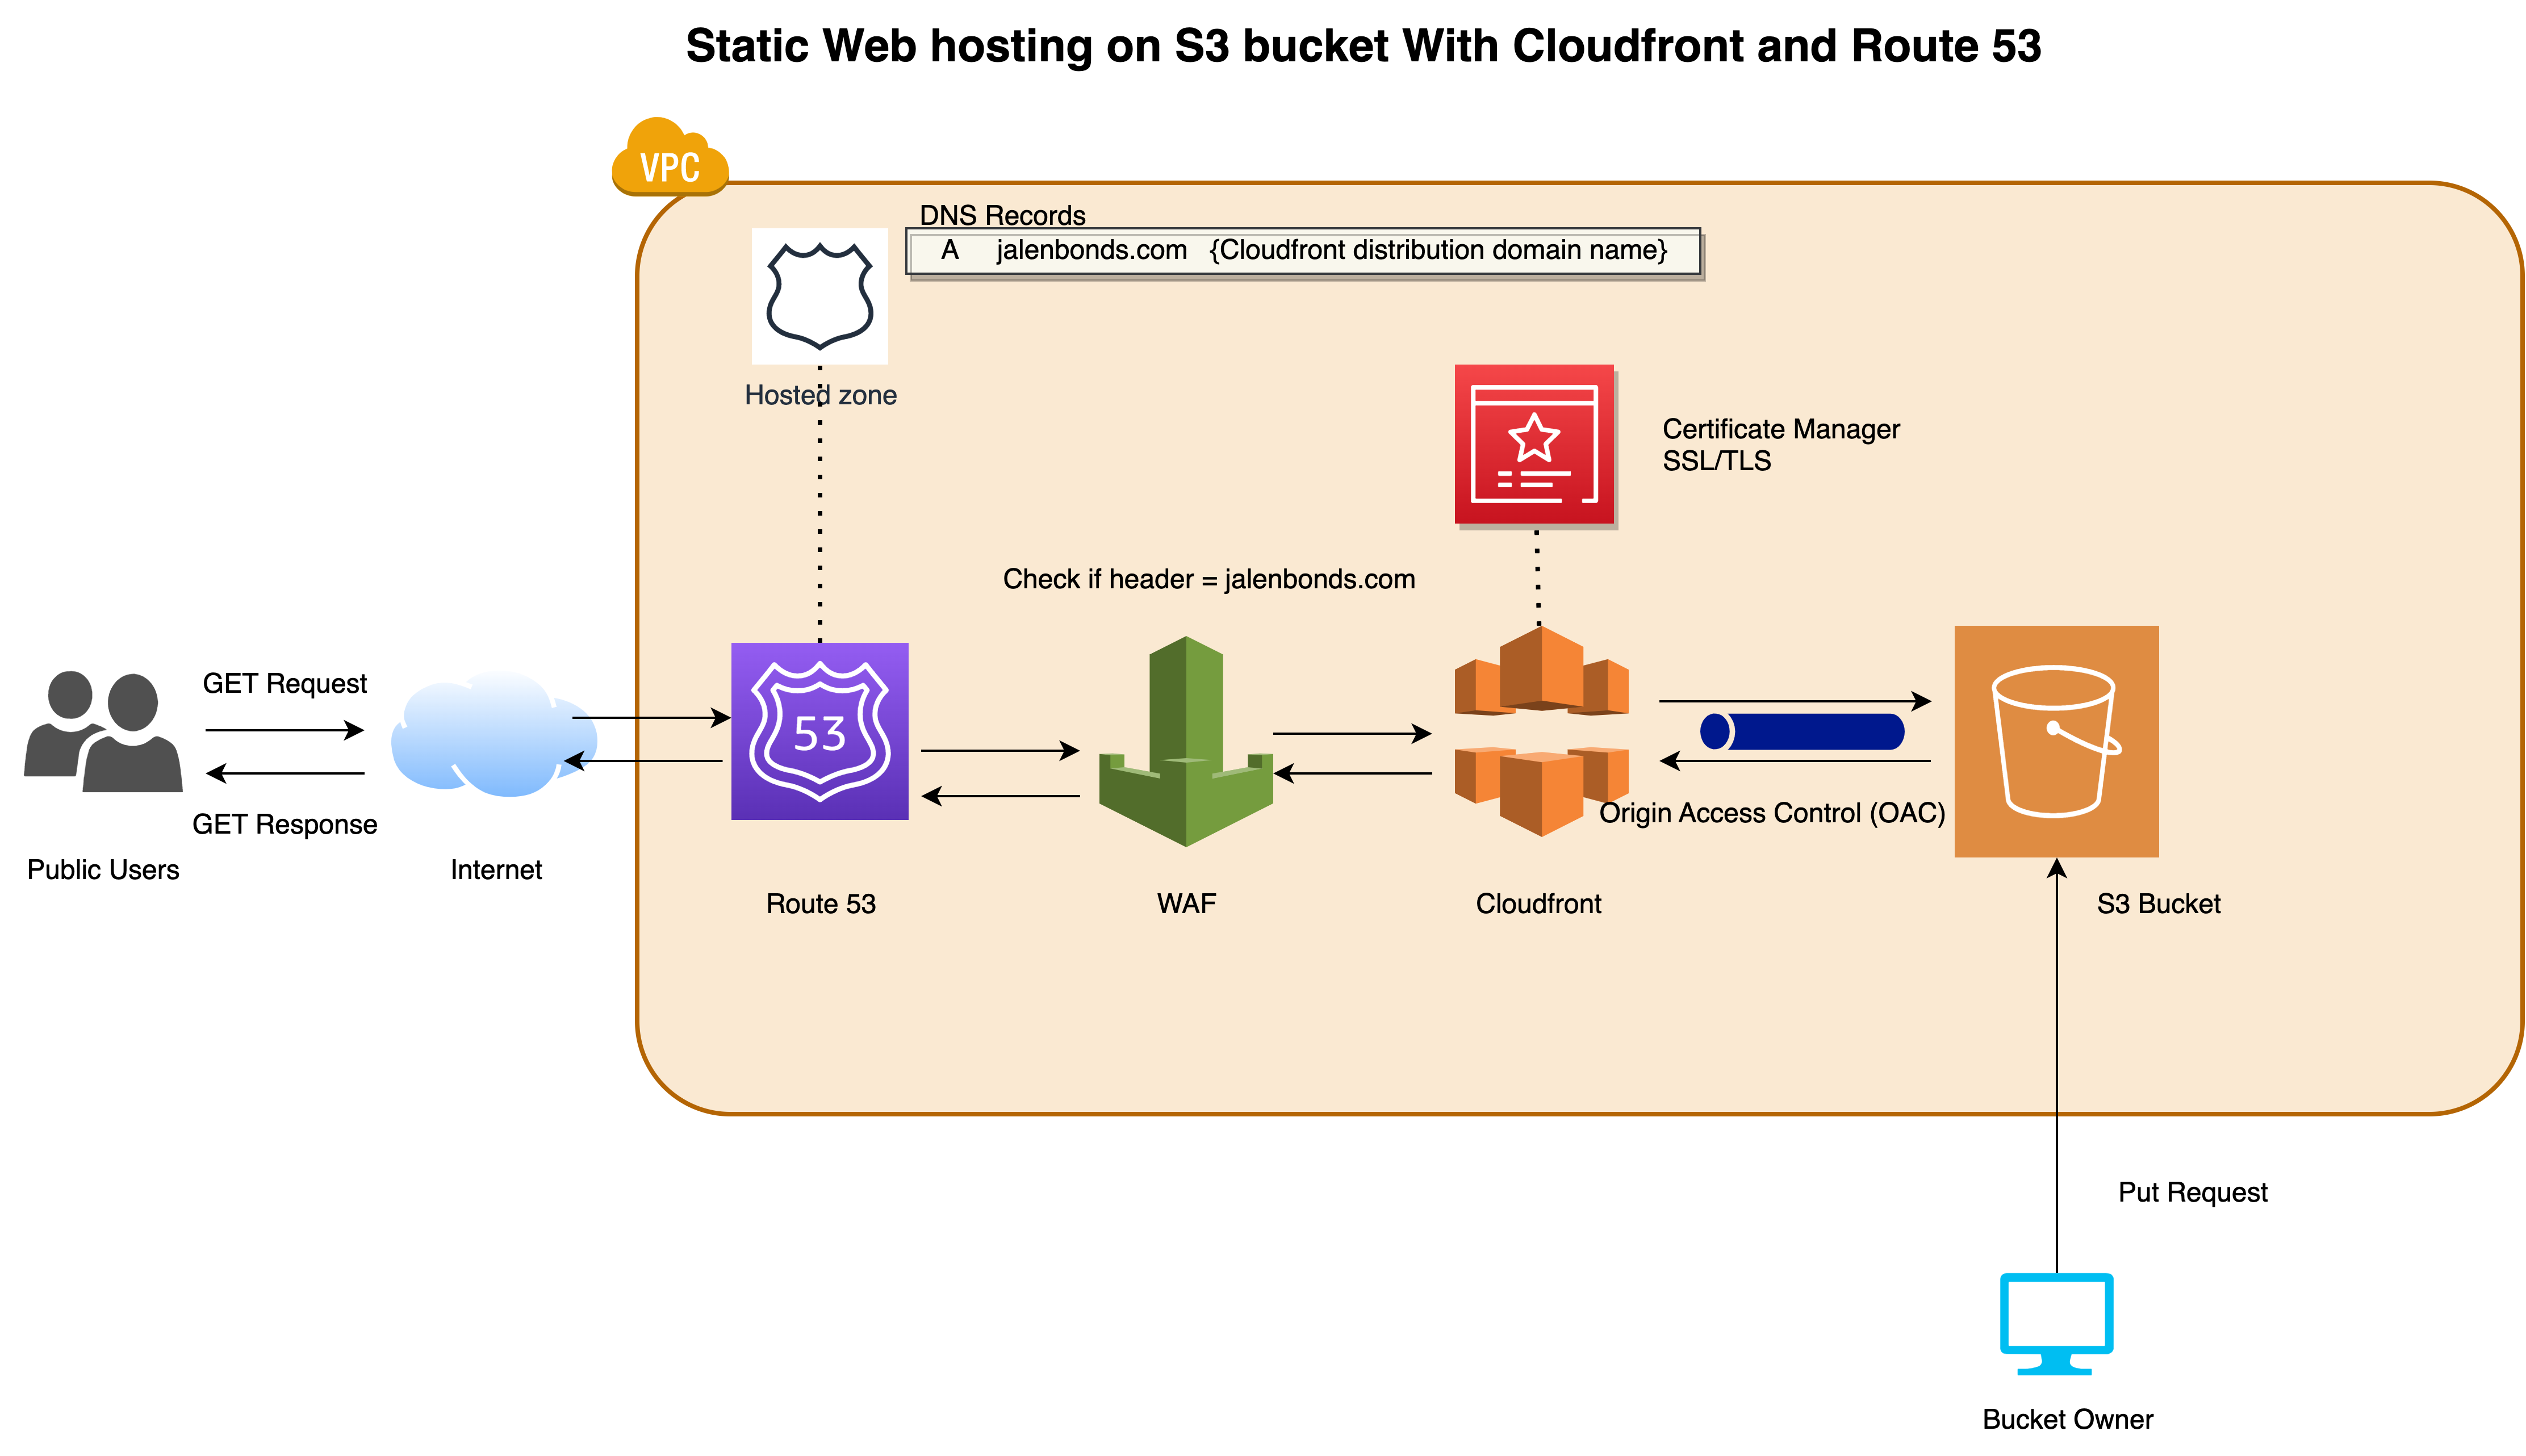 Static Web hosting on S3 bucket With Cloudfront and Route 53
VPC
DNS Records
A jalenbonds.com {Cloudfront distribution domain name}
Hosted zone
Certificate Manager
SSL/TLS
Check if header = jalenbonds.com
GET Request
53
GET Response
Origin Access Control (OAC)
Public Users
Internet
Route 53
WAF
Cloudfront
S3 Bucket
Put Request
Bucket Owner